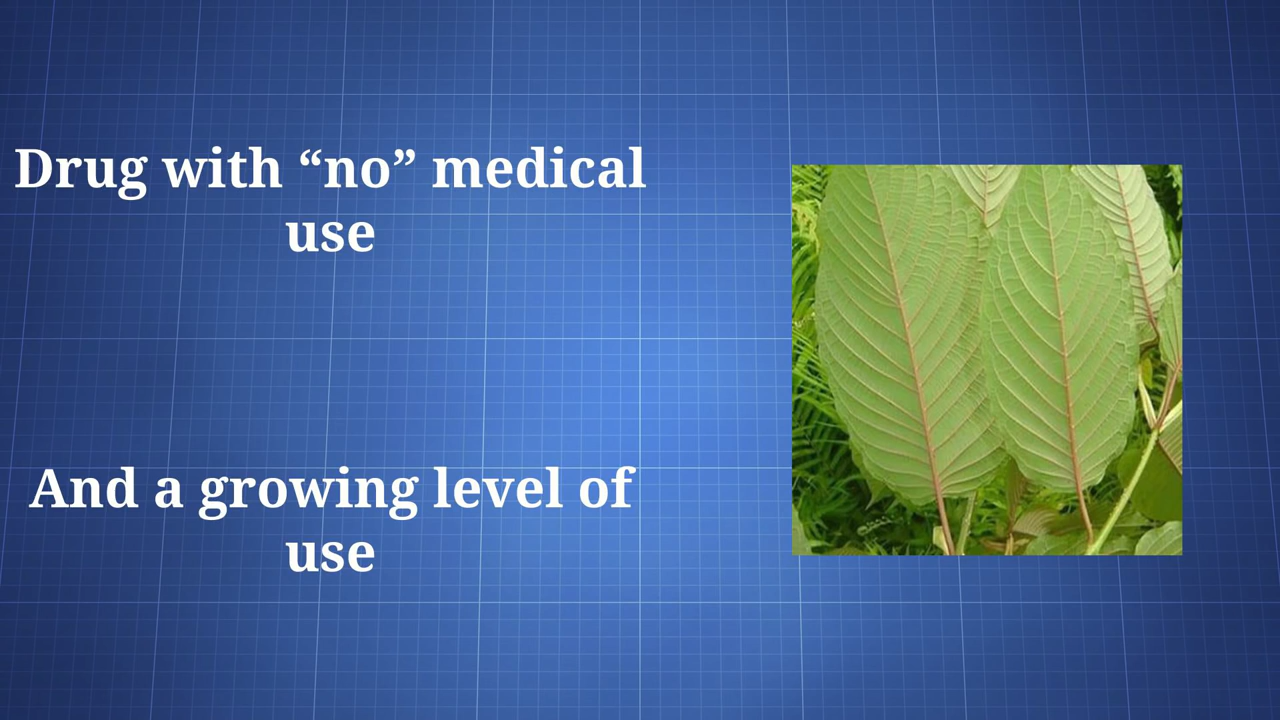 Drug with “no” medical
use
And a growing level of
use